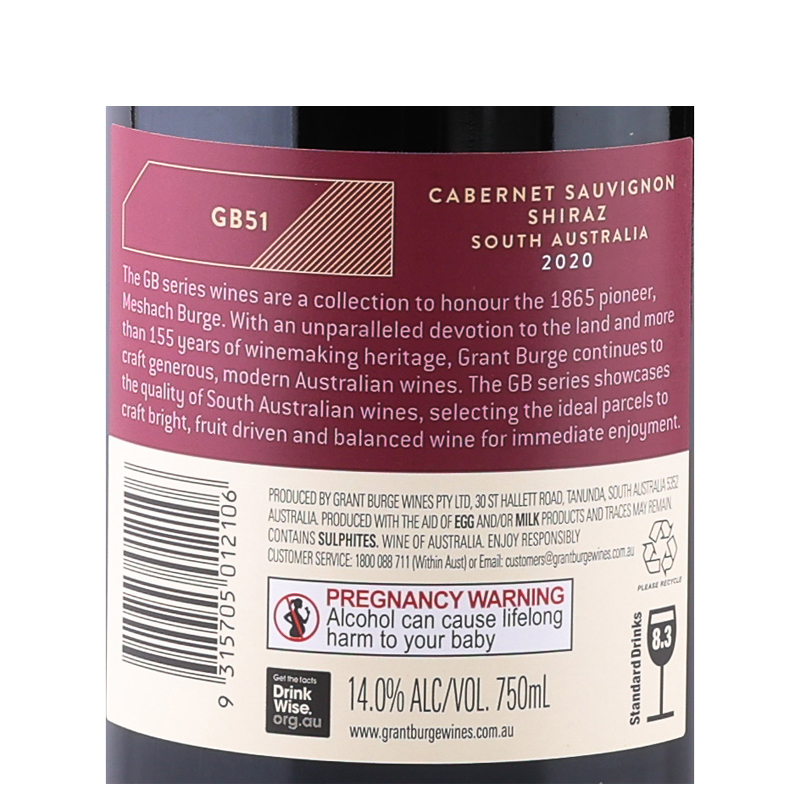 GB51
CABERNET SAUVIGNON
SHIRAZ
SOUTH AUSTRALIA
2020
The GB series wines are a collection to honour the 1865 pioneer,
Meshach Burge. With an unparalleled devotion to the land and more
than 155 years of winemaking heritage, Grant Burge continues to
craft generous, modern Australian wines. The GB series showcases
the quality of South Australian wines, selecting the ideal parcels to
craft bright, fruit driven and balanced wine for immediate enjoyment.
9 315705 012106
PRODUCED BY GRANT BURGE WINES PTY LTD, 30 ST HALLETT ROAD, TANUNDA, SOUTH AUSTRALIA 5352
AUSTRALIA. PRODUCED WITH THE AID OF EGG AND/OR MILK PRODUCTS AND TRACES MAY REMAIN.
CONTAINS SULPHITES. WINE OF AUSTRALIA. ENJOY RESPONSIBLY
CUSTOMER SERVICE: 1800 088 711 (Within Aust) or Email: customers@grantburgewines.com.au
PLEASE RECYCLE
PREGNANCY WARNING
Alcohol can cause lifelong
harm to your baby
Standard Drinks
8.3
Get the facts
Drink
Wise.
org.au
14.0% ALC/VOL. 750mL
www.grantburgewines.com.au